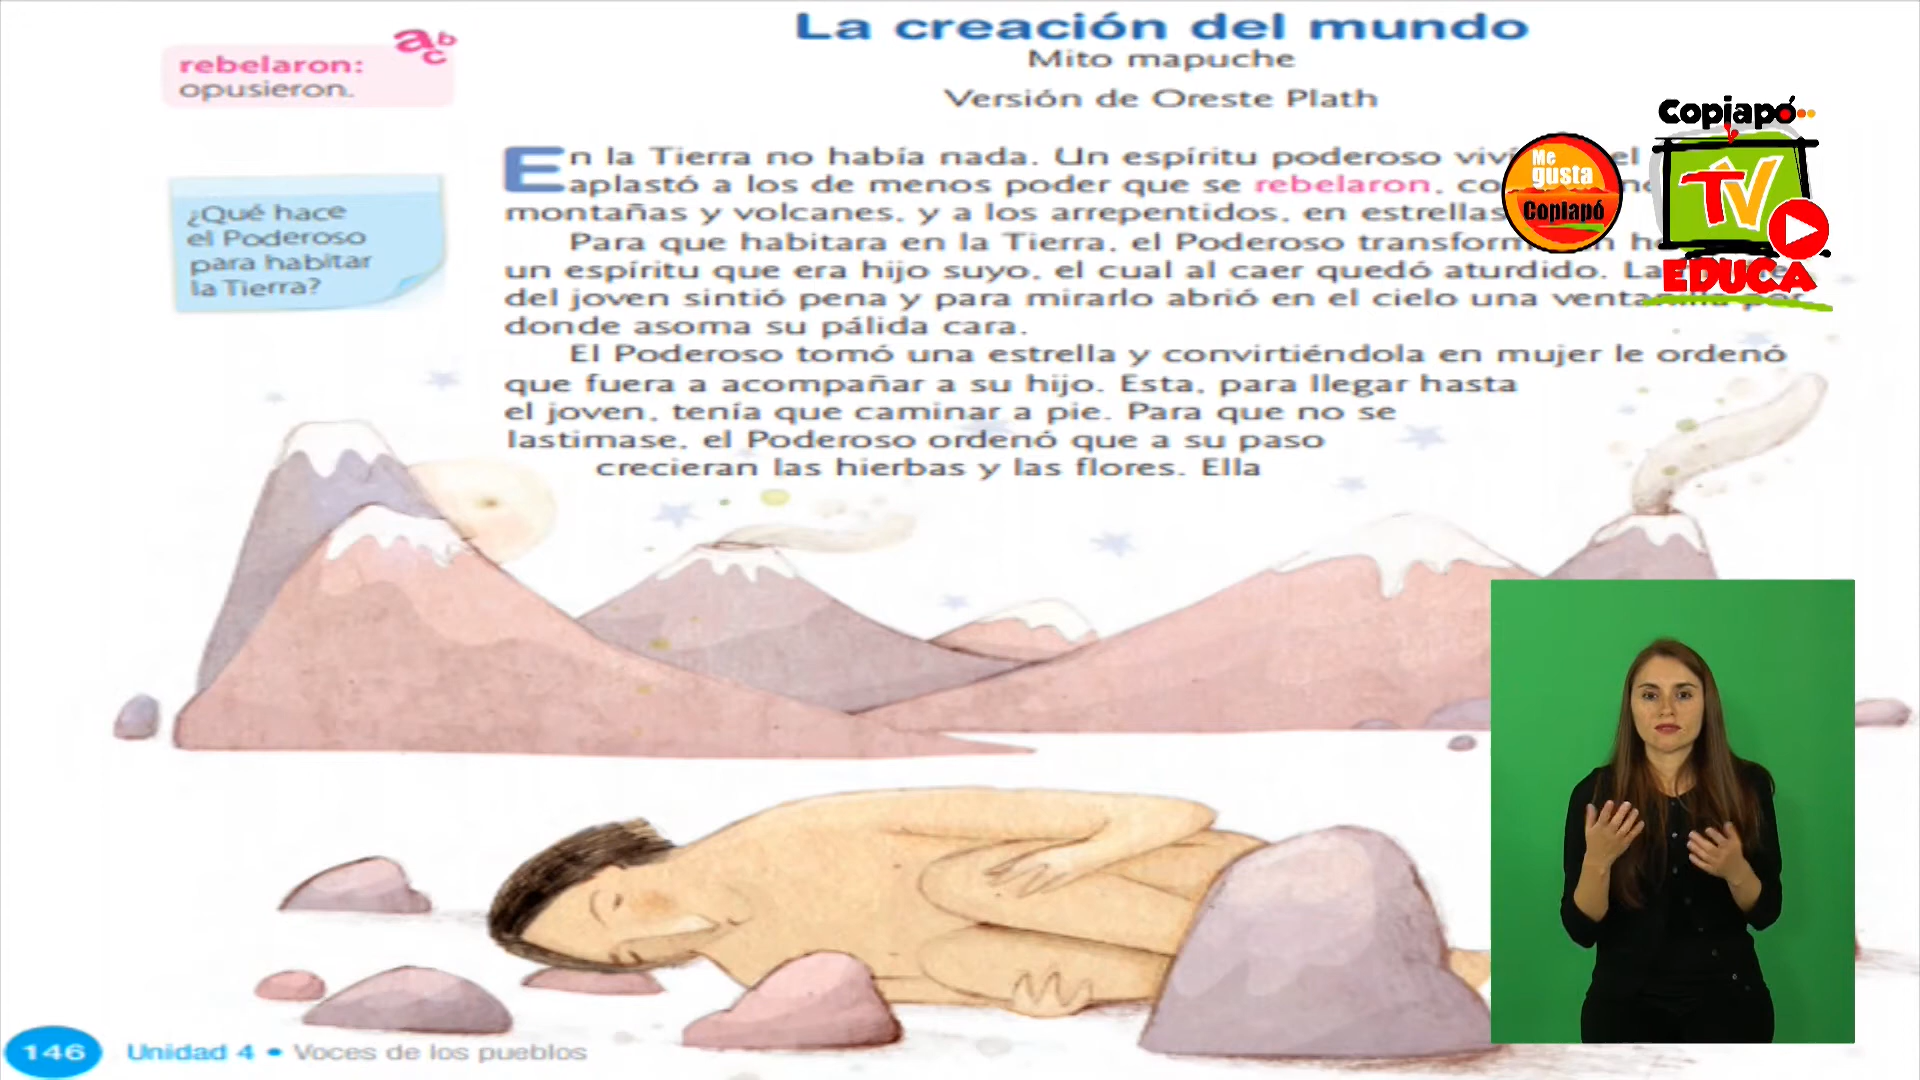 La creación del mundo
Mito mapuche
Versión de Oreste Plath
a b c
rebelaron:
opusieron.
¿Qué hace
el Poderoso
para habitar
la Tierra?
En la Tierra no había nada. Un espíritu poderoso
aplastó a los de menos poder que se rebelaron,
montañas y volcanes, y a los arrepentidos, en estrellas
Para que habitara en la Tierra, el Poderoso
un espíritu que era hijo suyo, el cual al caer quedó aturdido.
del joven sintió pena y para mirarlo abrió en el cielo una
donde asoma su pálida cara.
El Poderoso tomó una estrella y convirtiéndola en mujer le ordenó
que fuera a acompañar a su hijo. Esta, para llegar hasta
el joven, tenía que caminar a pie. Para que no se
lastimase, el Poderoso ordenó que a su paso
crecieran las hierbas y las flores. Ella
Me
gusta
Copiapó
Copiapó
TV
EDUCA
146 Unidad 4 • Voces de los pueblos